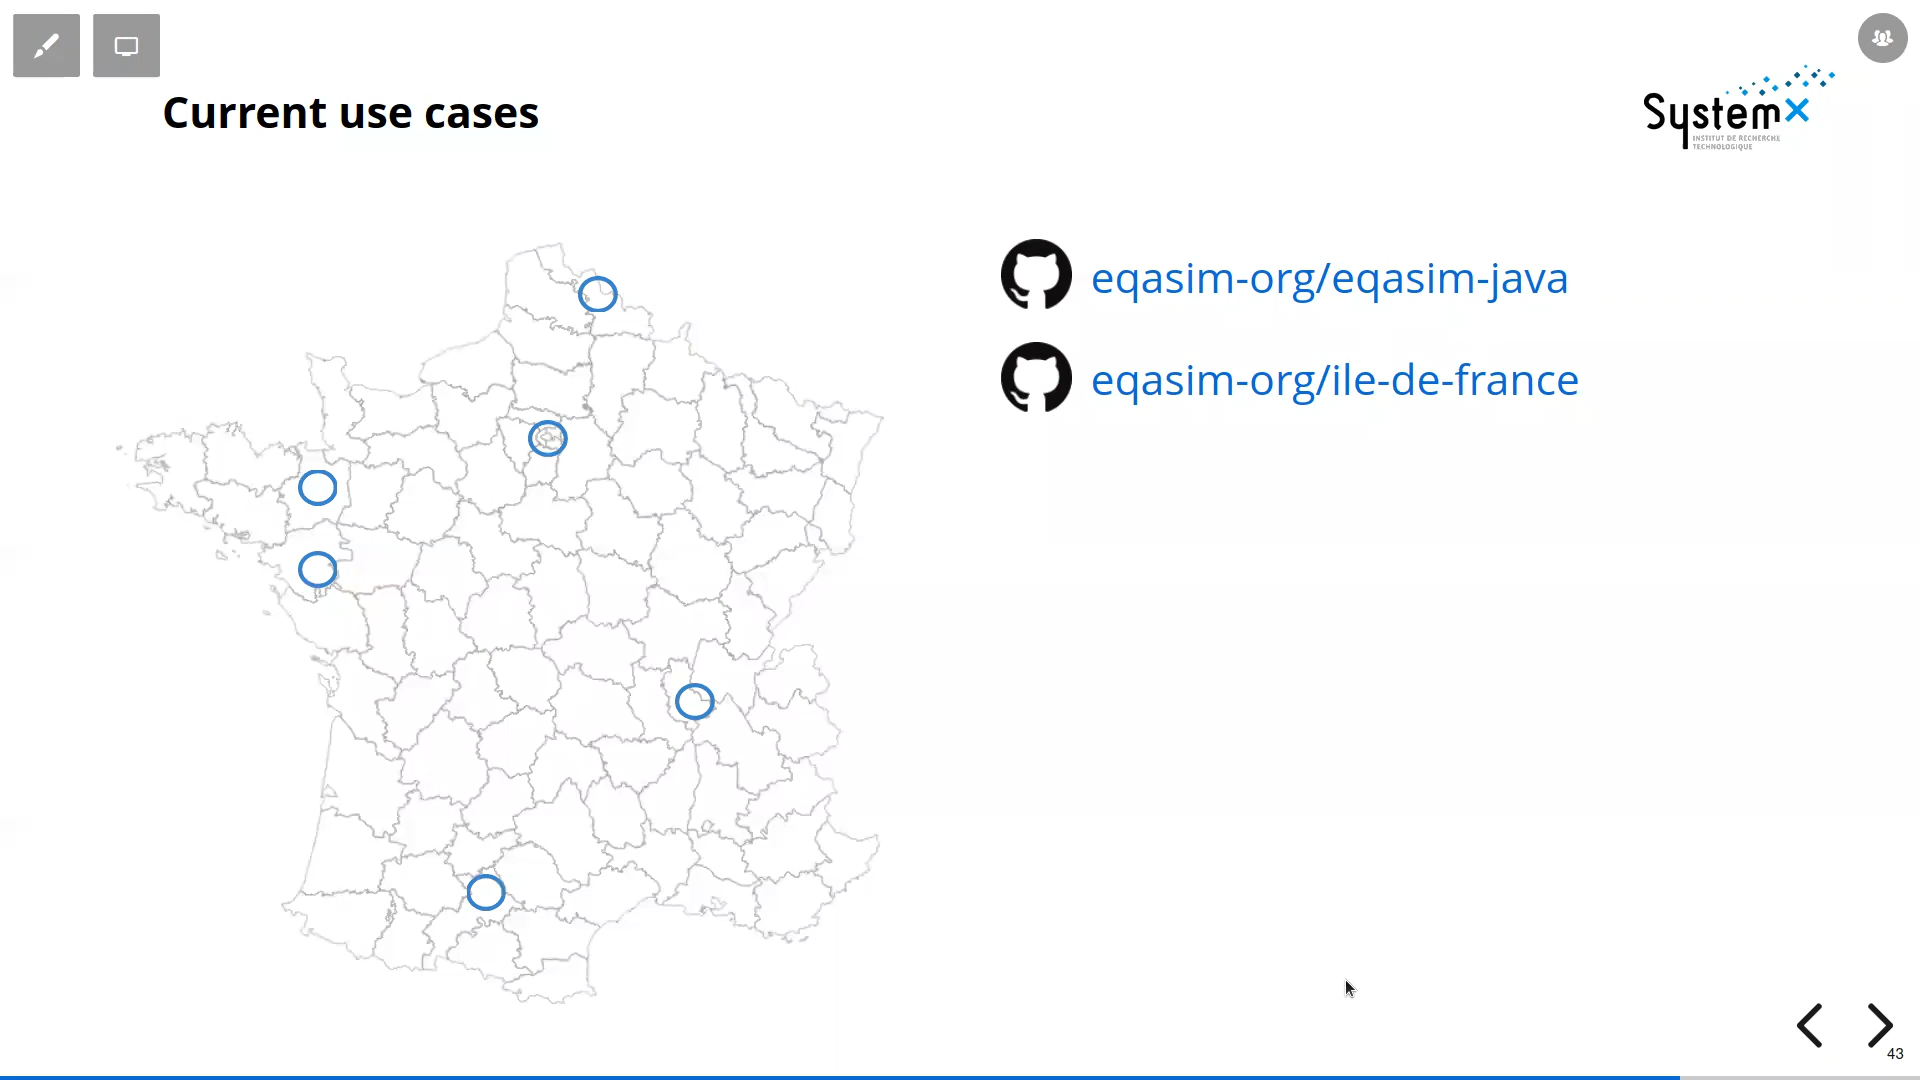 Current use cases
SystemX
INSTITUT DE RECHERCHE
TECHNOLOGIQUE
eqasim-org/eqasim-java
eqasim-org/ile-de-france
43